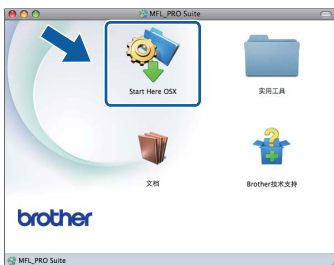 MFL_PRO Suite
Start Here OSX
实用工具
文档
Brother技术支持
brother
MFL_PRO Suite